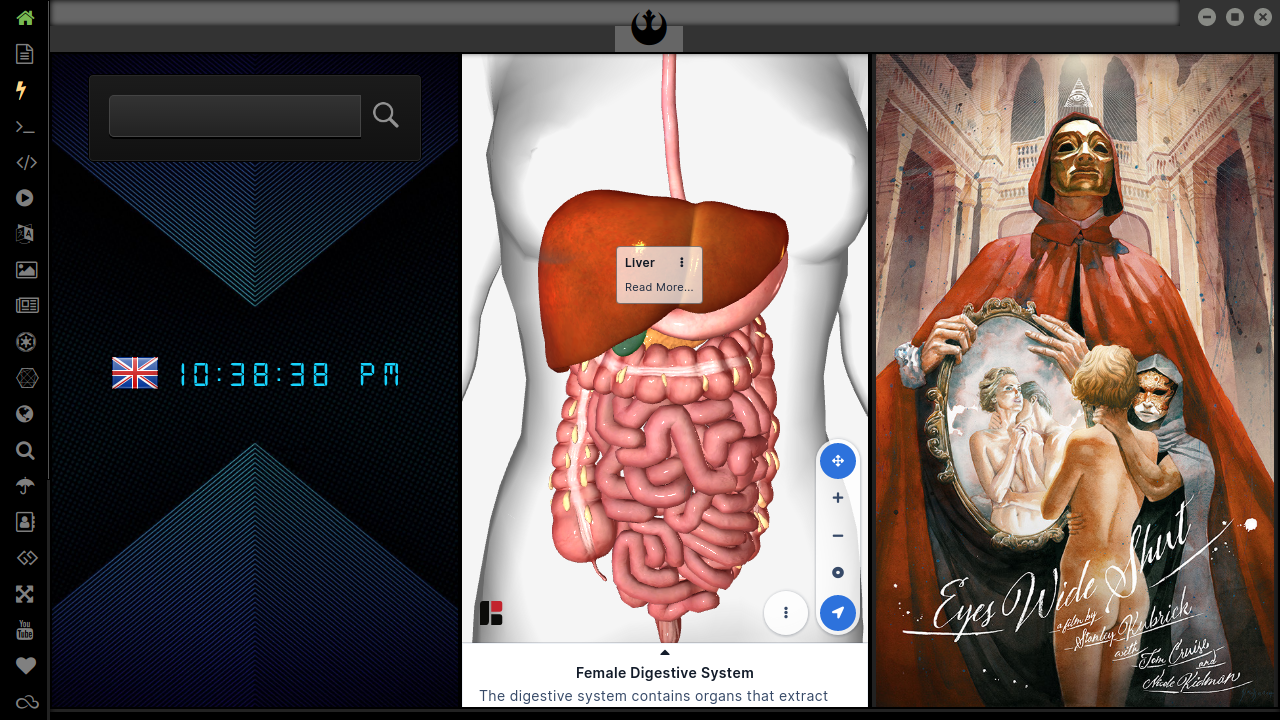 10:38:38 PM
Liver
Read More...
Female Digestive System
The digestive system contains organs that extract
Eyes Wide Shut
a film by
Stanley Kubrick
with
Tom Cruise
and
Nicole Kidman
You
Tube